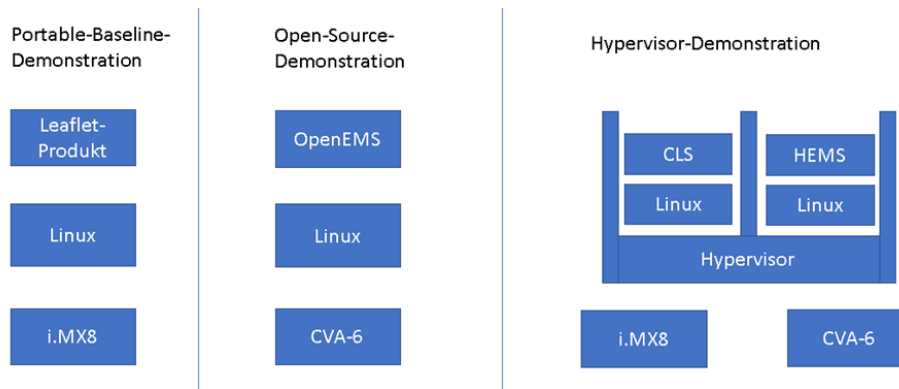 Portable-Baseline-
Demonstration
Leaflet-
Produkt
Linux
i.MX8
Open-Source-
Demonstration
OpenEMS
Linux
CVA-6
Hypervisor-Demonstration
CLS
HEMS
Linux
Linux
Hypervisor
i.MX8
CVA-6